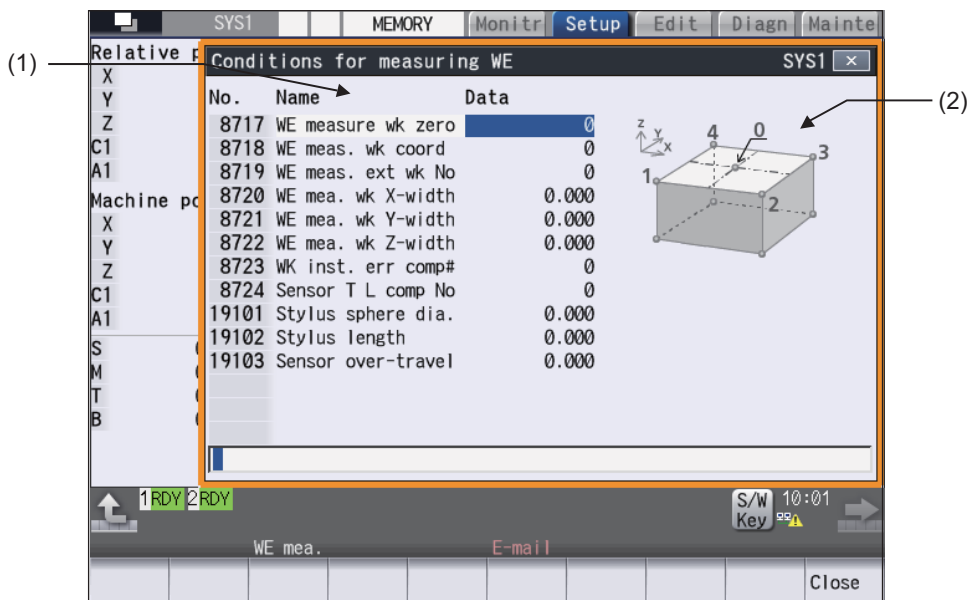 SYS1 MEMORY Monitr Setup Edit Diagn Mainte
(1)
(2)
Relative p
X
Y
Z
C1
A1
Machine po
X
Y
Z
C1
A1
S
M
T
B
Conditions for measuring WE SYS1 ×
No. Name Data
8717 WE measure wk zero 0
8718 WE meas. wk coord 0
8719 WE meas. ext wk No 0
8720 WE mea. wk X-width 0.000
8721 WE mea. wk Y-width 0.000
8722 WE mea. wk Z-width 0.000
8723 WK inst. err comp# 0
8724 Sensor T L comp No 0
19101 Stylus sphere dia. 0.000
19102 Stylus length 0.000
19103 Sensor over-travel 0.000
Z Y X
4 0
3
1
2
1 RDY 2 RDY
S/W Key 10:01
WE mea. E-mail
Close